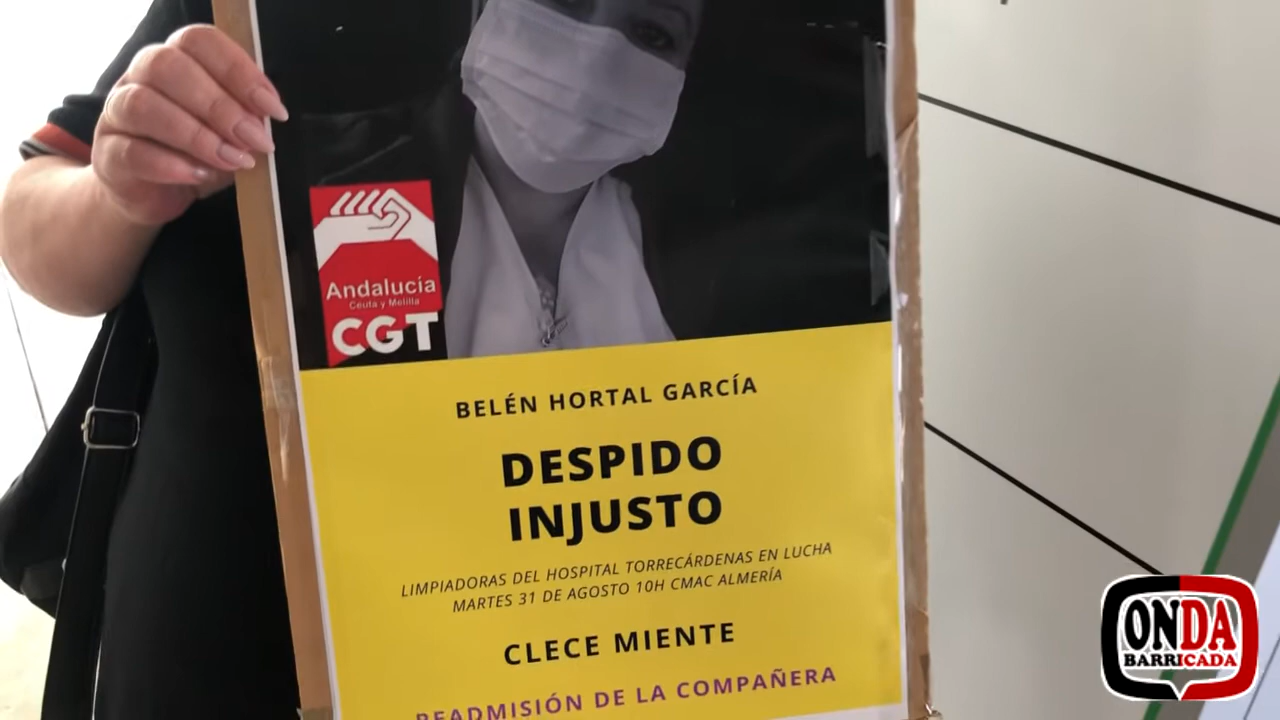 Andalucía
Ceuta y Melilla
CGT
BELÉN HORTAL GARCÍA
DESPIDO
INJUSTO
LIMPIADORAS DEL HOSPITAL TORRECÁRDENAS EN LUCHA
MARTES 31 DE AGOSTO 10H CMAC ALMERÍA
CLECE MIENTE
READMISIÓN DE LA COMPAÑERA
ONDA
BARRICADA